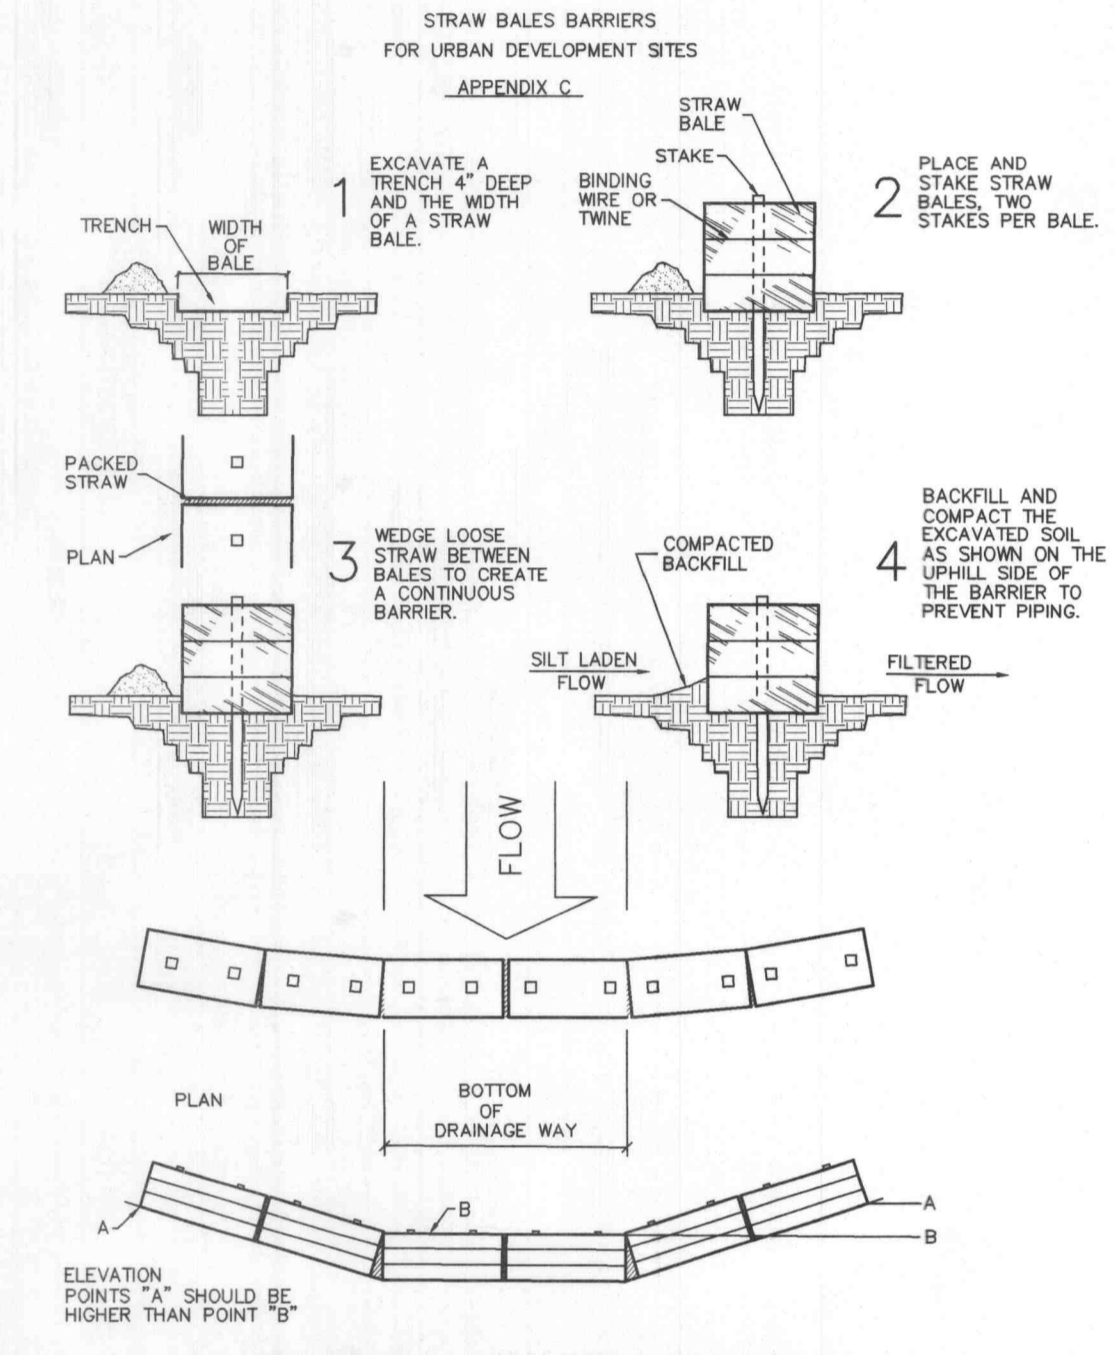 STRAW BALES BARRIERS
FOR URBAN DEVELOPMENT SITES
APPENDIX C
1
EXCAVATE A
TRENCH 4" DEEP
AND THE WIDTH
OF A STRAW
BALE.
TRENCH
WIDTH
OF
BALE
STRAW
BALE
STAKE
BINDING
WIRE OR
TWINE
2
PLACE AND
STAKE STRAW
BALES, TWO
STAKES PER BALE.
PACKED
STRAW
PLAN
3
WEDGE LOOSE
STRAW BETWEEN
BALES TO CREATE
A CONTINUOUS
BARRIER.
COMPACTED
BACKFILL
4
BACKFILL AND
COMPACT THE
EXCAVATED SOIL
AS SHOWN ON THE
UPHILL SIDE OF
THE BARRIER TO
PREVENT PIPING.
SILT LADEN
FLOW
FILTERED
FLOW
FLOW
PLAN
BOTTOM
OF
DRAINAGE WAY
A
B
A
B
ELEVATION
POINTS "A" SHOULD BE
HIGHER THAN POINT "B"